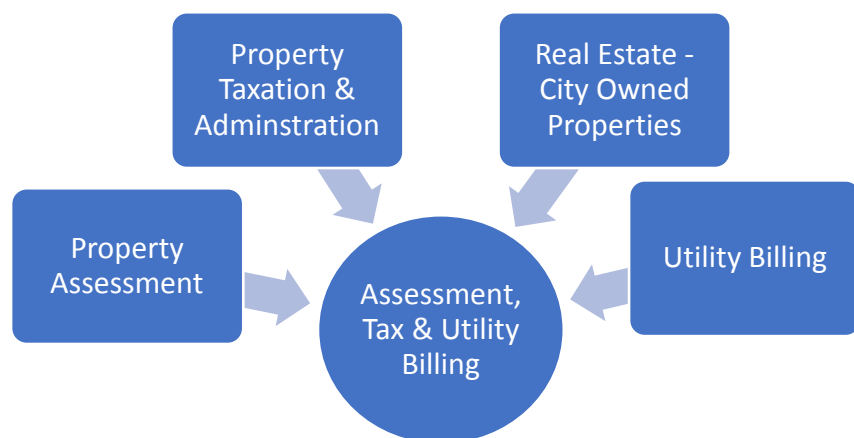 Property
Taxation &
Adminstration
Real Estate -
City Owned
Properties
Property
Assessment
Utility Billing
Assessment,
Tax & Utility
Billing